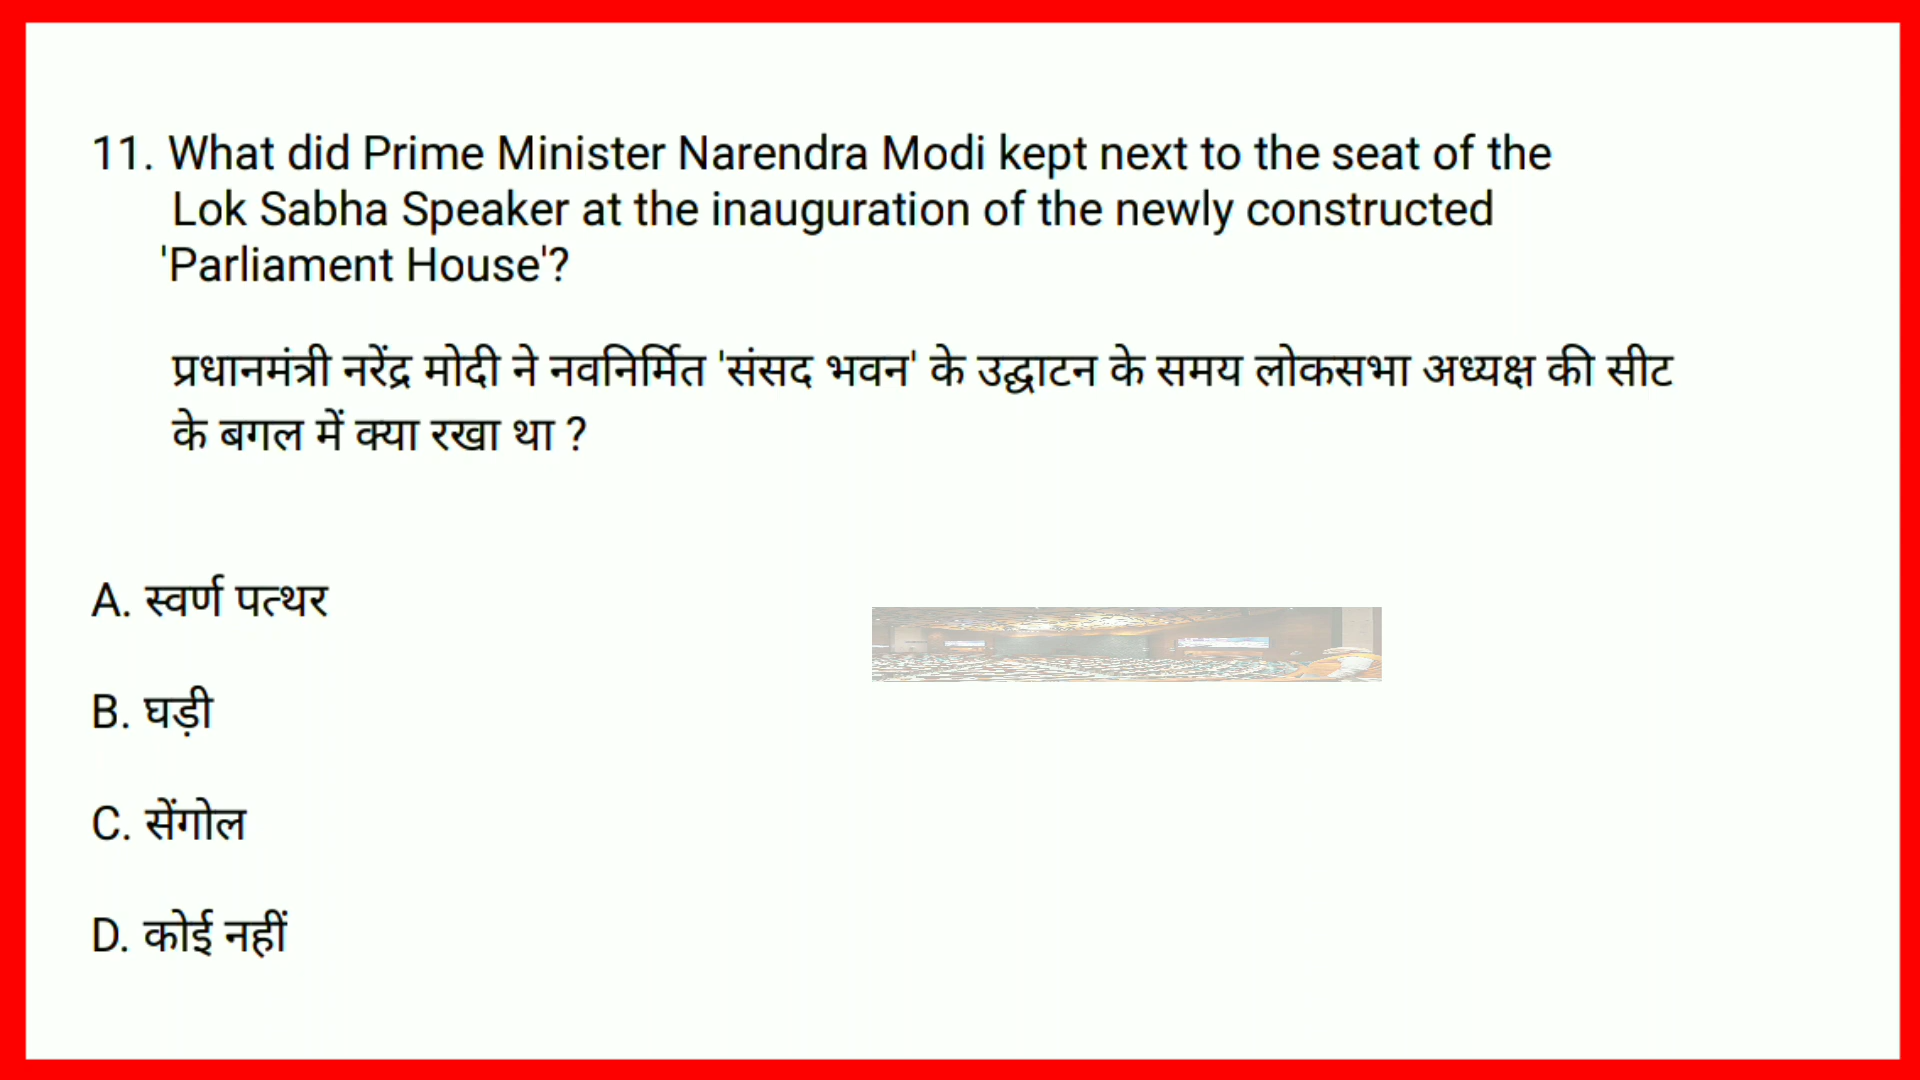 11. What did Prime Minister Narendra Modi kept next to the seat of the
Lok Sabha Speaker at the inauguration of the newly constructed
'Parliament House'?
प्रधानमंत्री नरेंद्र मोदी ने नवनिर्मित 'संसद भवन' के उद्घाटन के समय लोकसभा अध्यक्ष की सीट
के बगल में क्या रखा था ?
A. स्वर्ण पत्थर
B. घड़ी
C. सेंगोल
D. कोई नहीं